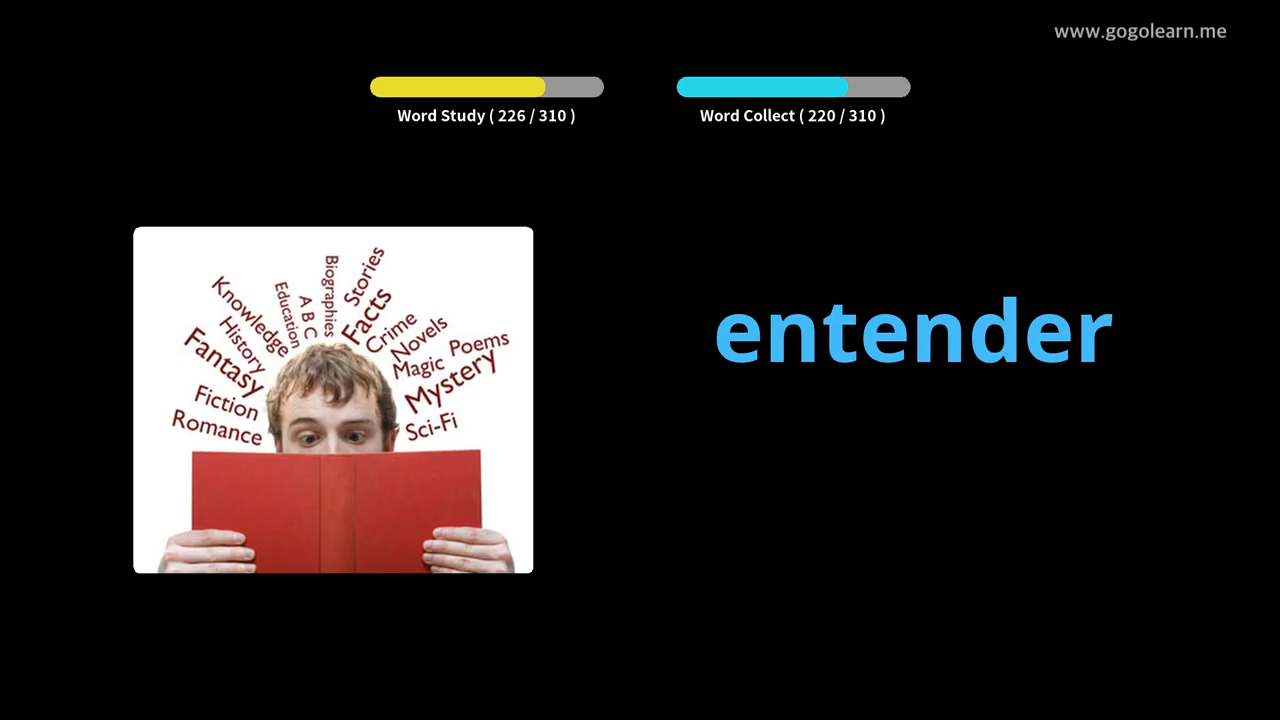 www.gogolearn.me
Word Study ( 226 / 310 )
Word Collect ( 220 / 310 )
Knowledge
Education
A B C
Biographies
Stories
Facts
Crime
Novels
Poems
History
Fantasy
Magic
Mystery
Fiction
Romance
Sci-Fi
entender